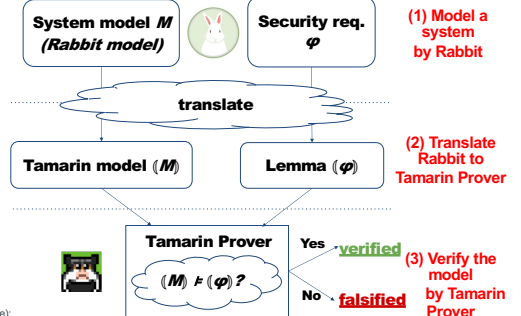 System model M
(Rabbit model)
Security req.
φ
(1) Model a
system
by Rabbit
translate
Tamarin model ⦇M⦈
Lemma ⦇φ⦈
(2) Translate
Rabbit to
Tamarin Prover
Tamarin Prover
⦇M⦈ ⊧ ⦇φ⦈?
Yes
verified
No
falsified
(3) Verify the
model
by Tamarin
Prover
e):